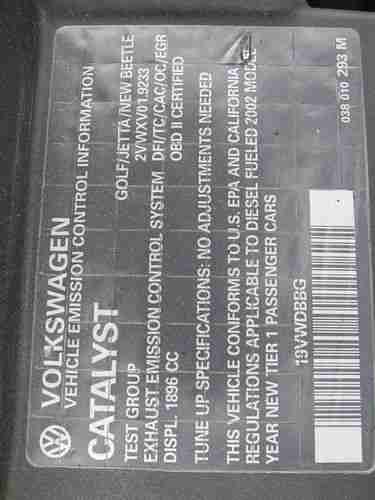 VOLKSWAGEN
VEHICLE EMISSION CONTROL INFORMATION
CATALYST
TEST GROUP
GOLF/JETTA/NEW BEETLE
2VWXV01.9233
EXHAUST EMISSION CONTROL SYSTEM DFI/TC/CAC/OC/EGR
DISPL. 1896 CC OBD II CERTIFIED
TUNE UP SPECIFICATIONS: NO ADJUSTMENTS NEEDED
THIS VEHICLE CONFORMS TO U.S. EPA AND CALIFORNIA
REGULATIONS APPLICABLE TO DIESEL FUELED 2002 MODEL
YEAR NEW TIER 1 PASSENGER CARS
19VWDBBG
038 010 293 M